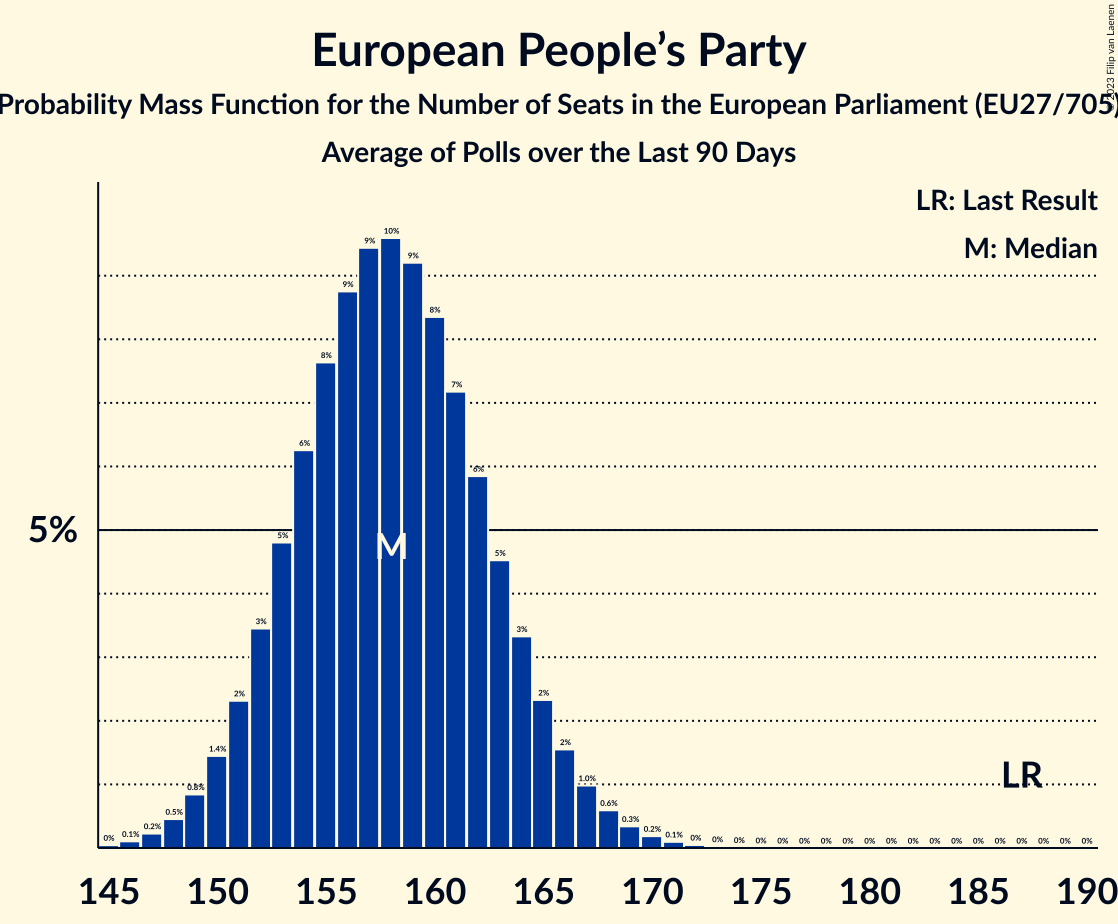 European People’s Party
Probability Mass Function for the Number of Seats in the European Parliament (EU27/705)
Average of Polls over the Last 90 Days
© 2023 Filip van Laenen
LR: Last Result
M: Median
5%
0% 0.1% 0.2% 0.5% 0.8% 1.4% 2% 3% 5% 6% 8% 9% 9% 10% 9% 8% 7% 6% 5% 3% 2% 2% 1.0% 0.6% 0.3% 0.2% 0.1% 0% 0% 0% 0% 0% 0% 0% 0% 0% 0% 0% 0% 0% 0% 0% 0% 0% 0% 0%
M
LR
145 150 155 160 165 170 175 180 185 190